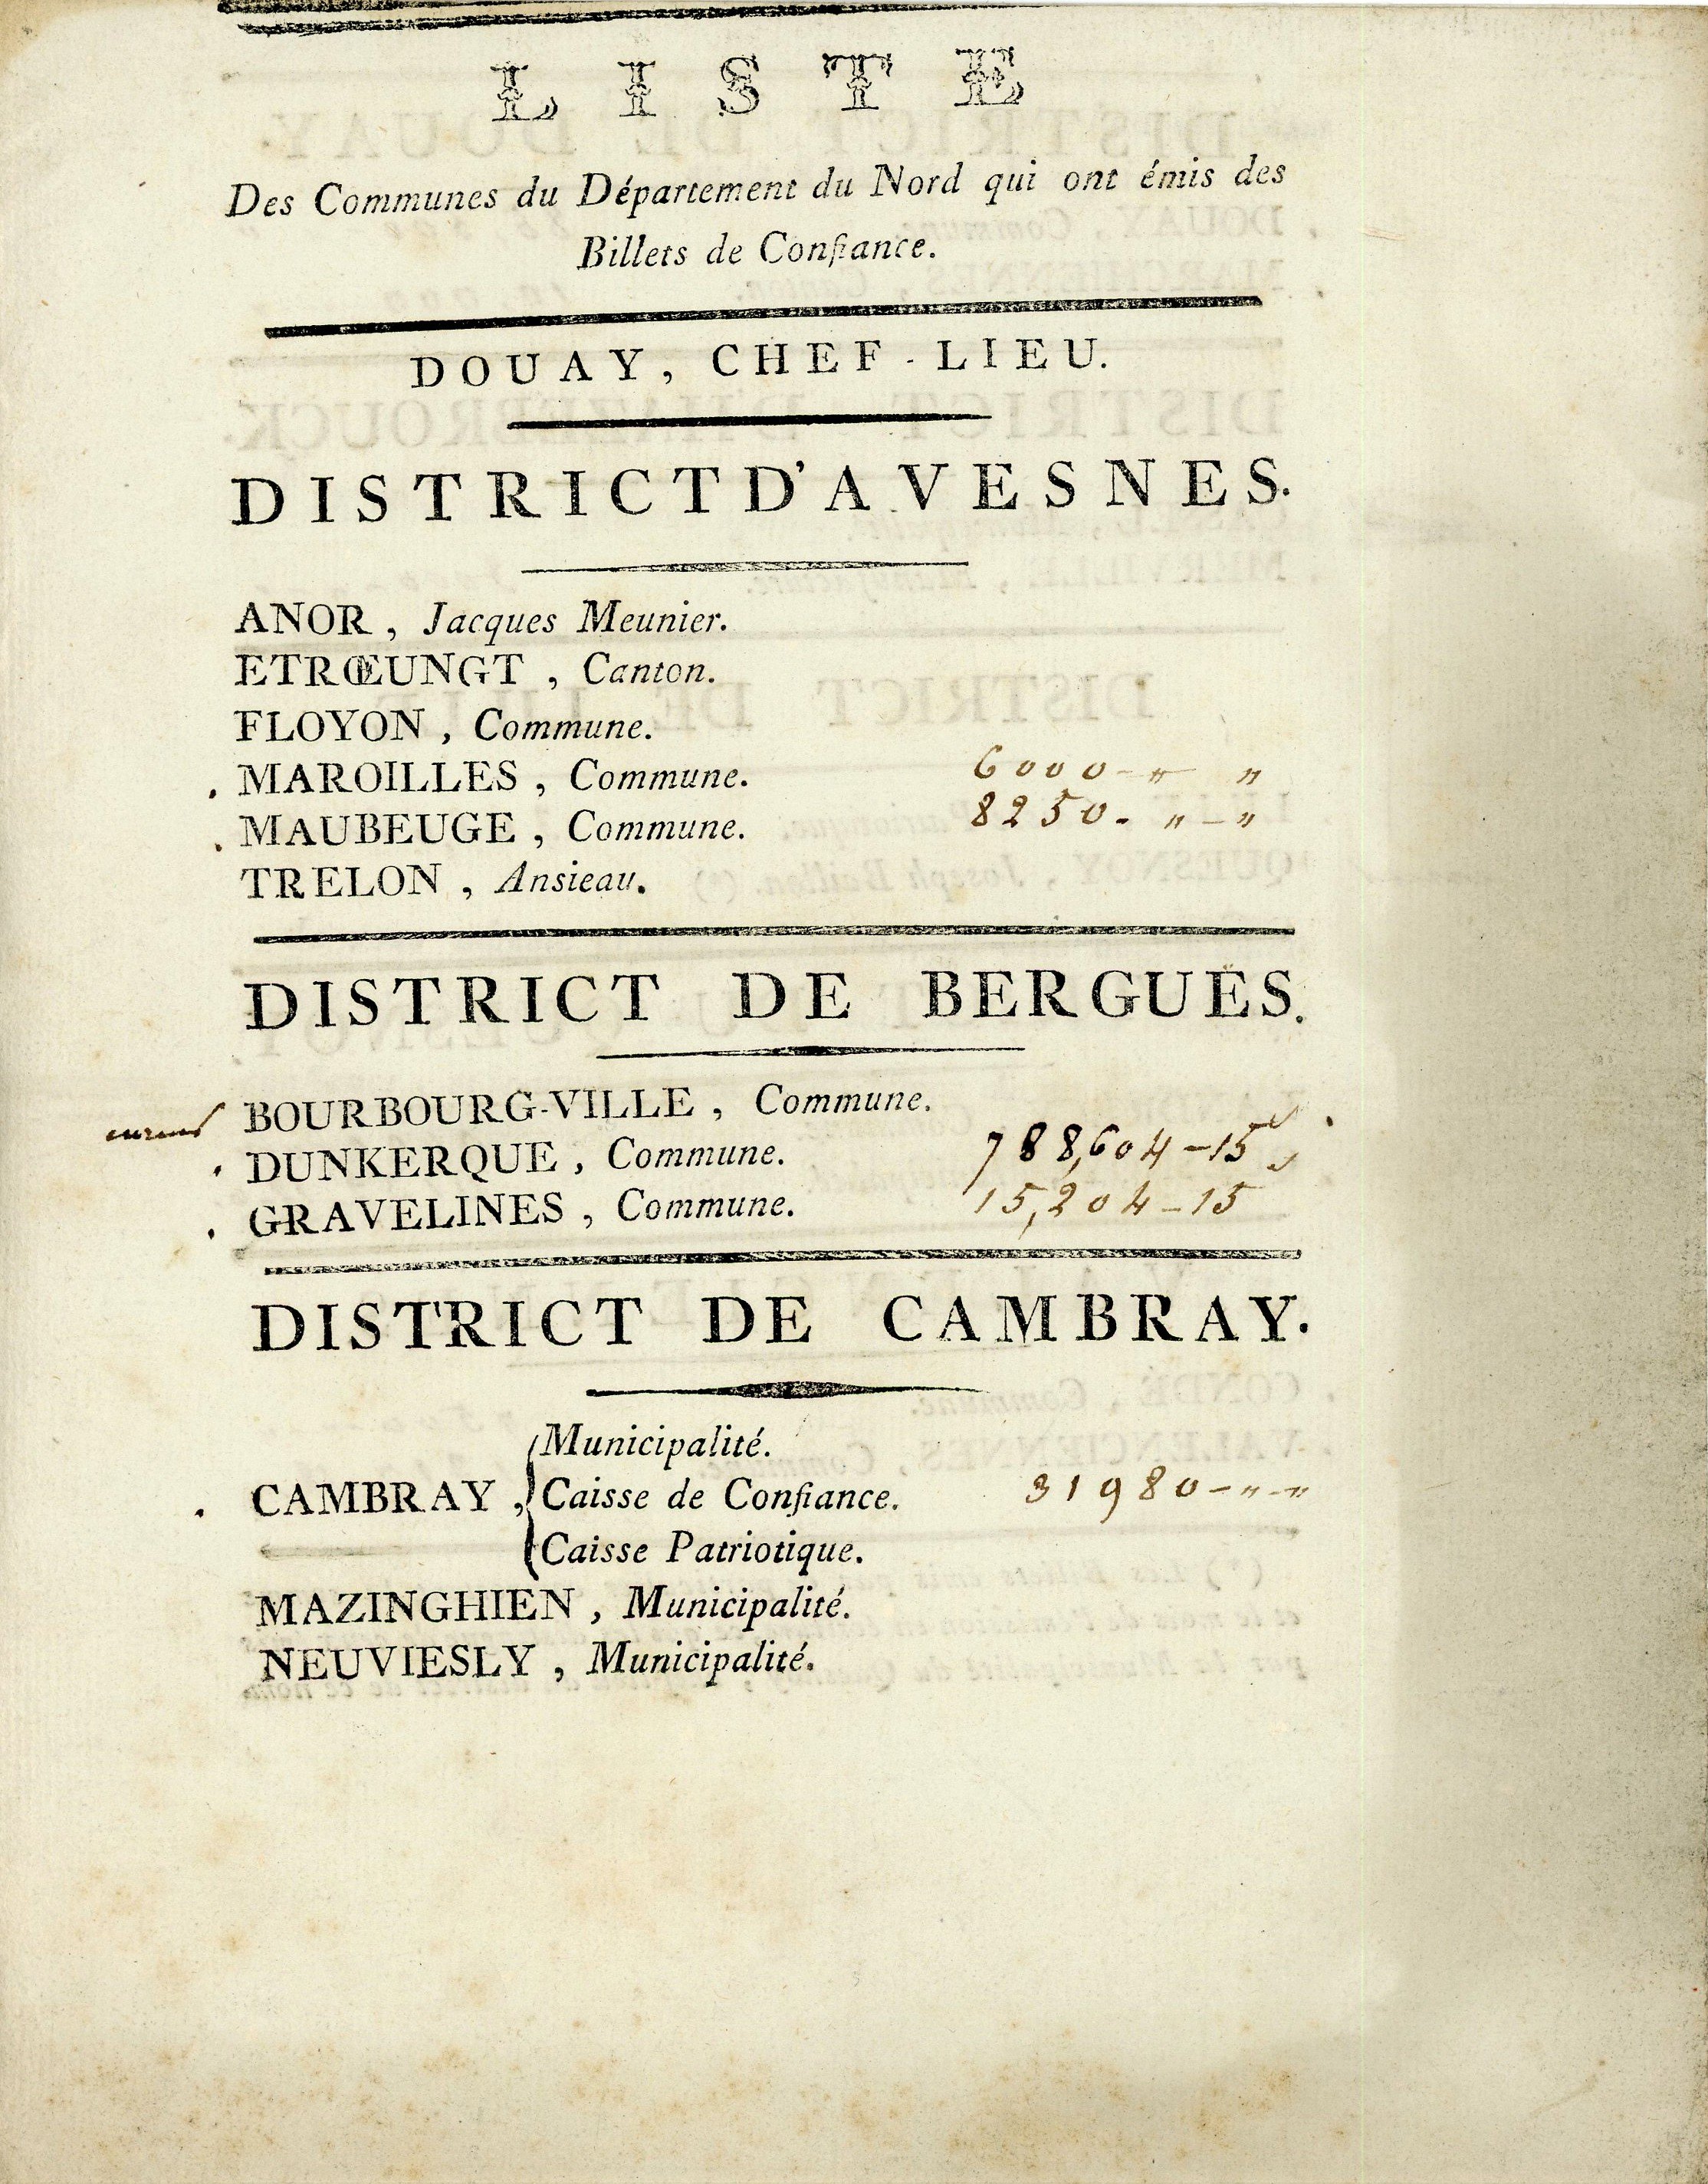 LISTE
Des Communes du Département du Nord qui ont émis des
Billets de Confiance.
DOUAY, CHEF-LIEU.
DISTRICT D'AVESNES.
ANOR, Jacques Meunier.
ETRŒUNGT, Canton.
FLOYON, Commune.
. MAROILLES, Commune. 6000-〃 〃
. MAUBEUGE, Commune. 8250-〃-〃
TRELON, Ansieau.
DISTRICT DE BERGUES.
BOURBOURG-VILLE, Commune.
. DUNKERQUE, Commune. 788,604-15
. GRAVELINES, Commune. 15,204-15
DISTRICT DE CAMBRAY.
Municipalité.
. CAMBRAY, Caisse de Confiance. 31980-〃-〃
Caisse Patriotique.
MAZINGHIEN, Municipalité.
NEUVIESLY, Municipalité.